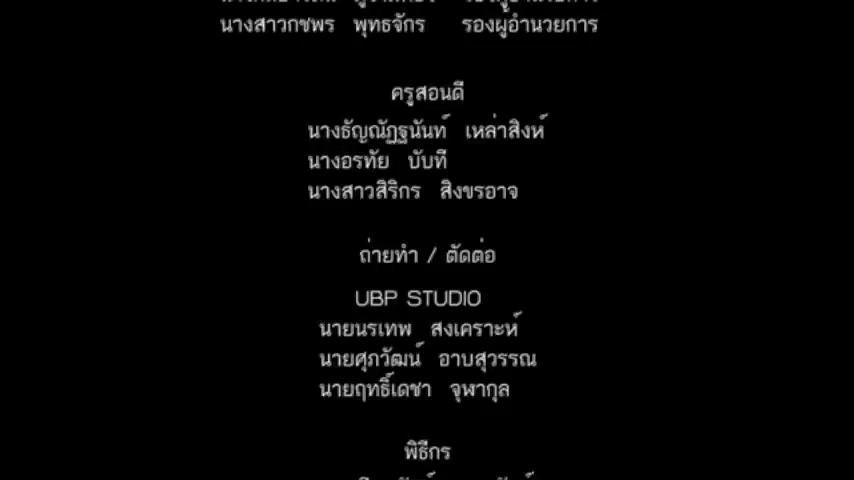 นางสาวกชพร พุทธจักร รองผู้อำนวยการ
ครูสอนดี
นางธัญณัฏฐนันท์ เหล่าสิงห์
นางอรทัย บับที
นางสาวสิริกร สิงขรอาจ
ถ่ายทำ / ตัดต่อ
UBP STUDIO
นายนรเทพ สงเคราะห์
นายศุภวัฒน์ อาบสุวรรณ
นายฤทธิ์เดชา จุฬากุล
พิธีกร